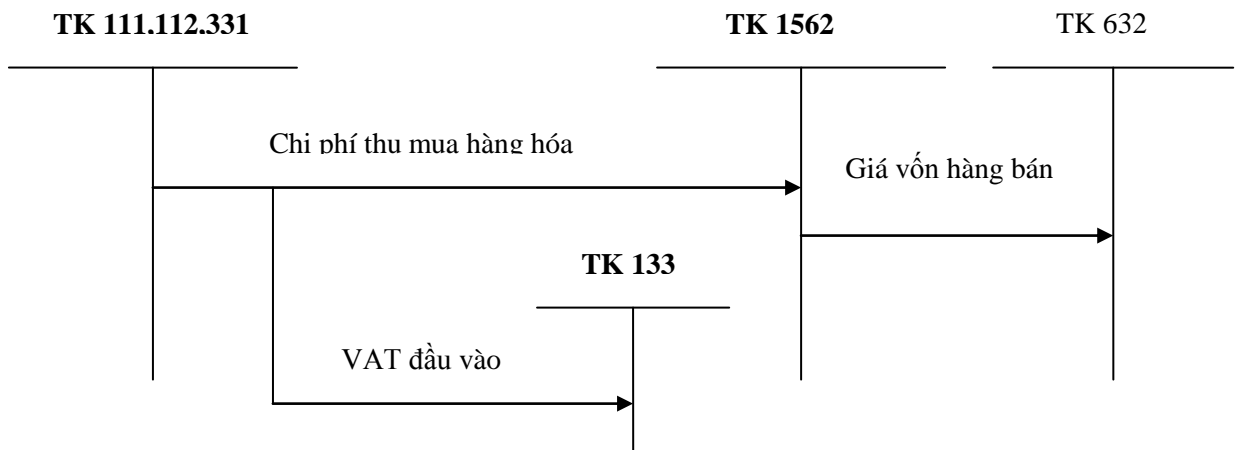 TK 111,112,331
TK 1562
TK 632
Chi phí thu mua hàng hóa
Giá vốn hàng bán
TK 133
VAT đầu vào